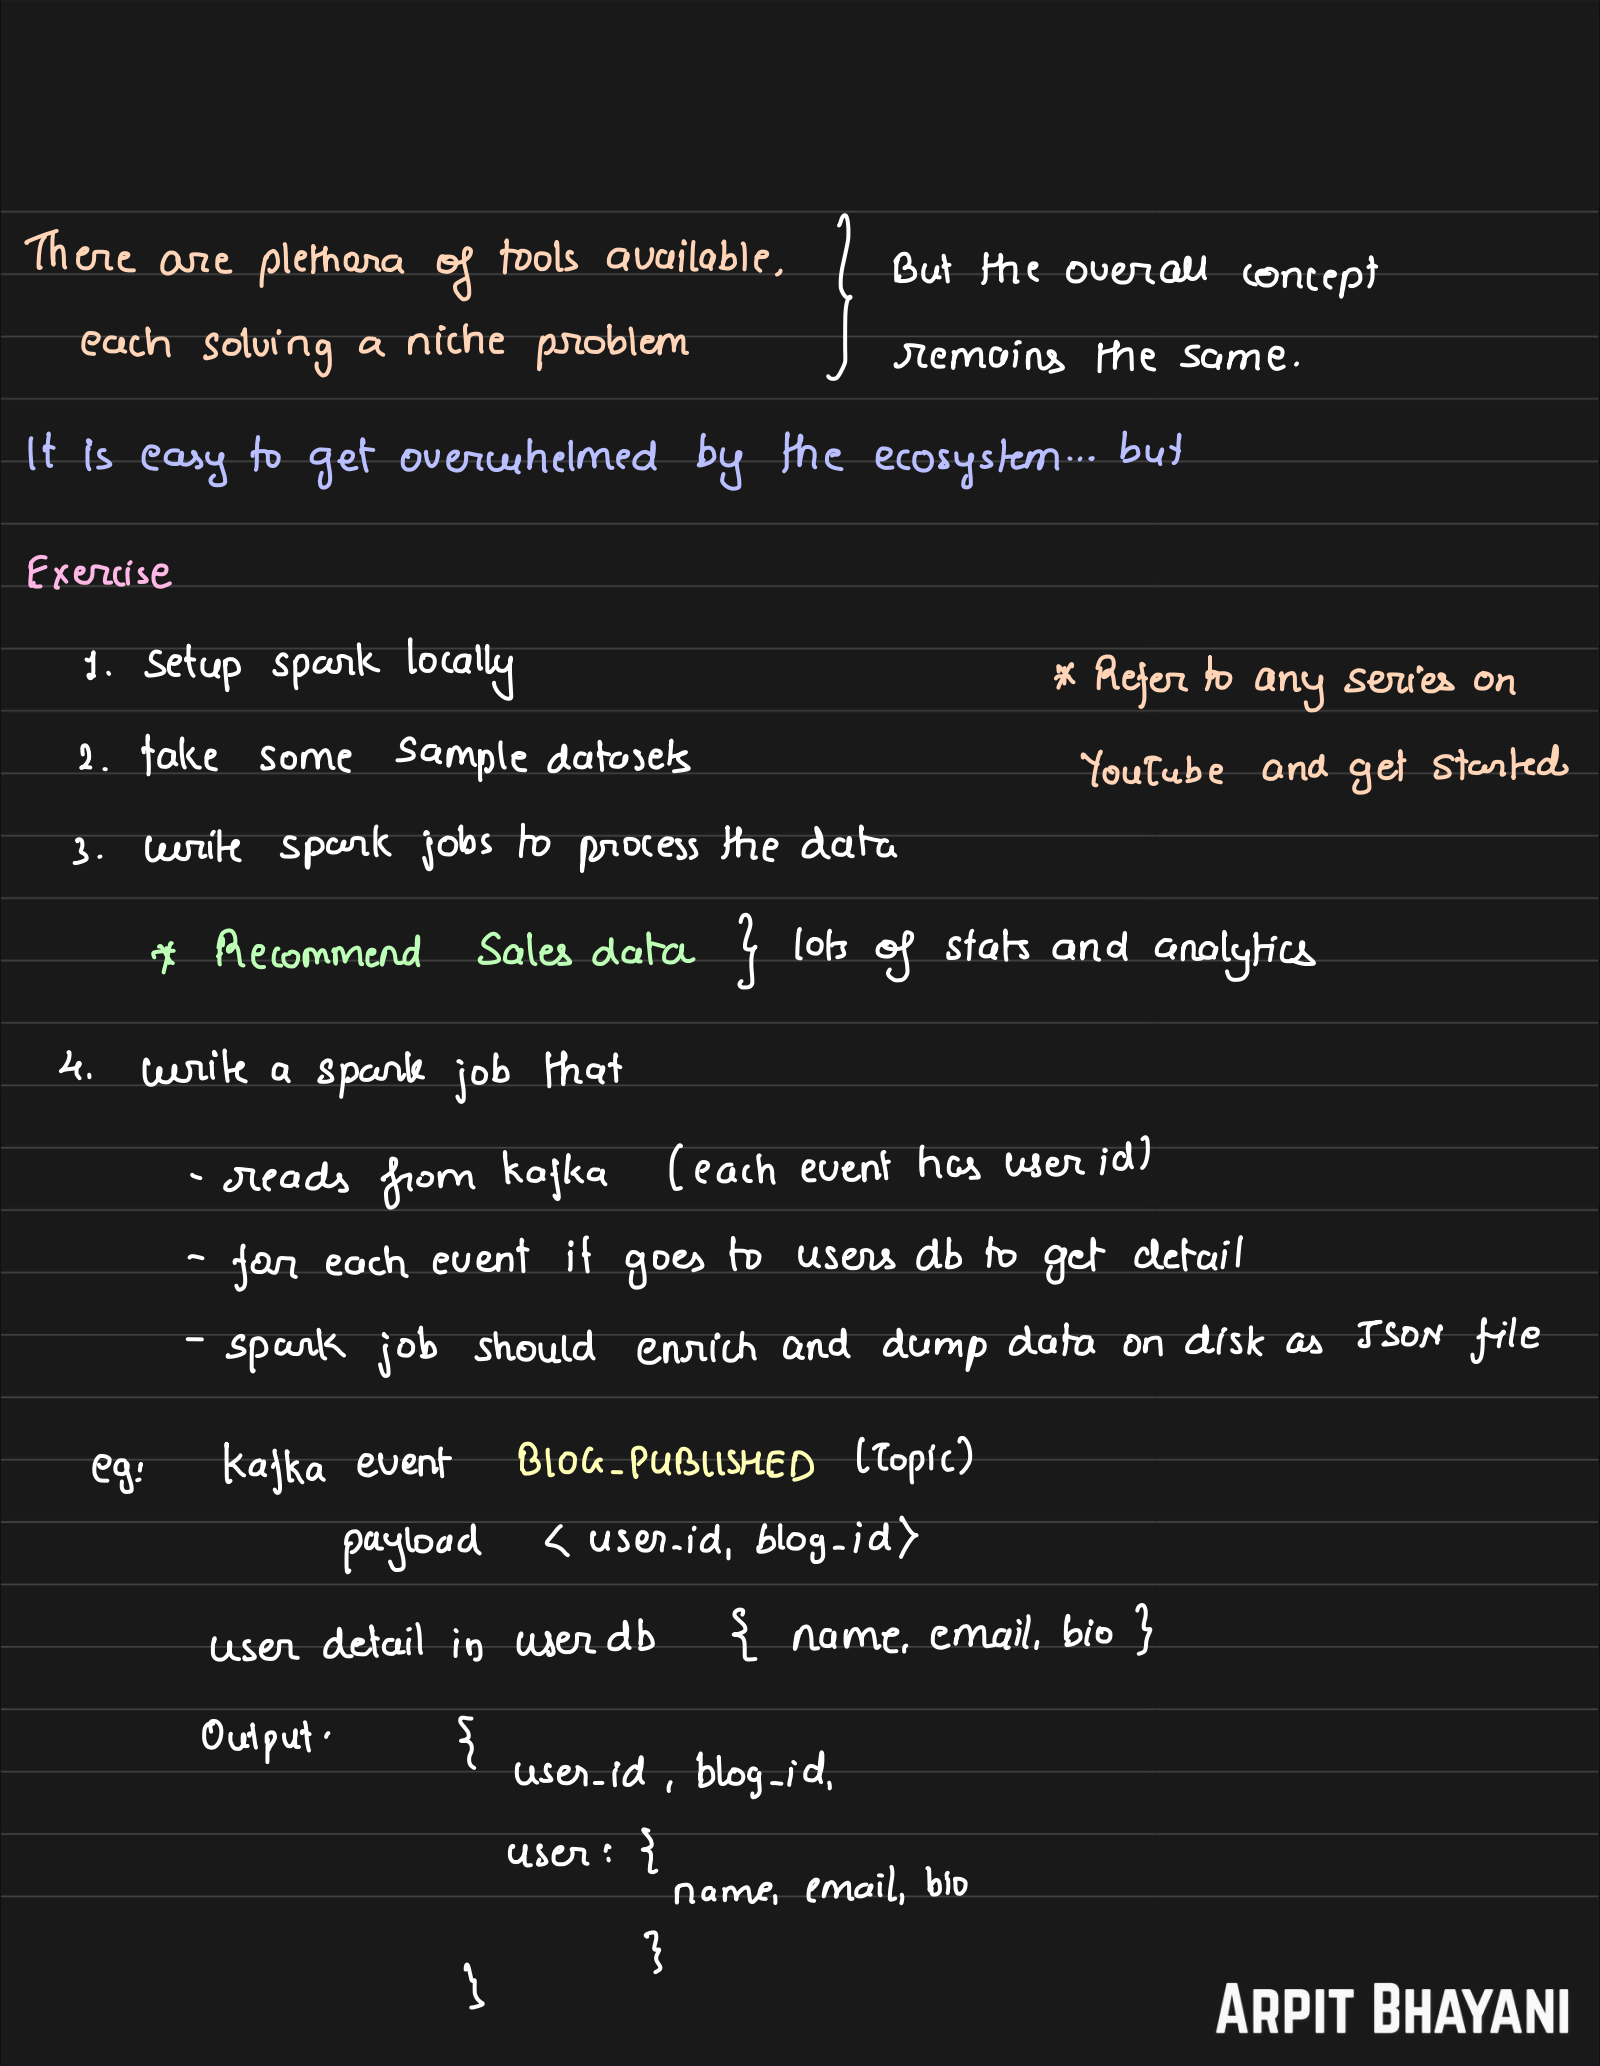 There are plethora of tools available,
each solving a niche problem
} But the overall concept
remains the same.
It is easy to get overwhelmed by the ecosystem... but
Exercise
1. setup spark locally
2. take some sample datasets
* Refer to any series on
YouTube and get started
3. write spark jobs to process the data
* Recommend Sales data } lots of stats and analytics
4. write a spark job that
- reads from kafka (each event has user id)
- for each event it goes to users db to get detail
- spark job should enrich and dump data on disk as JSON file
eg: kafka event BLOG_PUBLISHED (Topic)
payload < user_id, blog_id>
user detail in user db { name, email, bio }
Output. {
user_id, blog_id,
user: {
name, email, bio
}
}
ARPIT BHAYANI